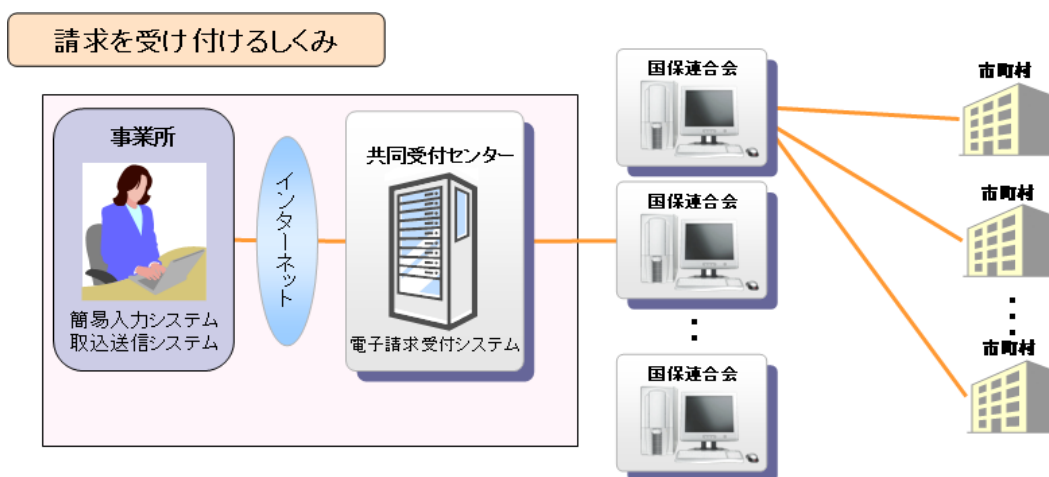 請求を受け付けるしくみ
事業所
簡易入力システム
取込送信システム
インターネット
共同受付センター
電子請求受付システム
国保連合会
国保連合会
国保連合会
市町村
市町村
市町村